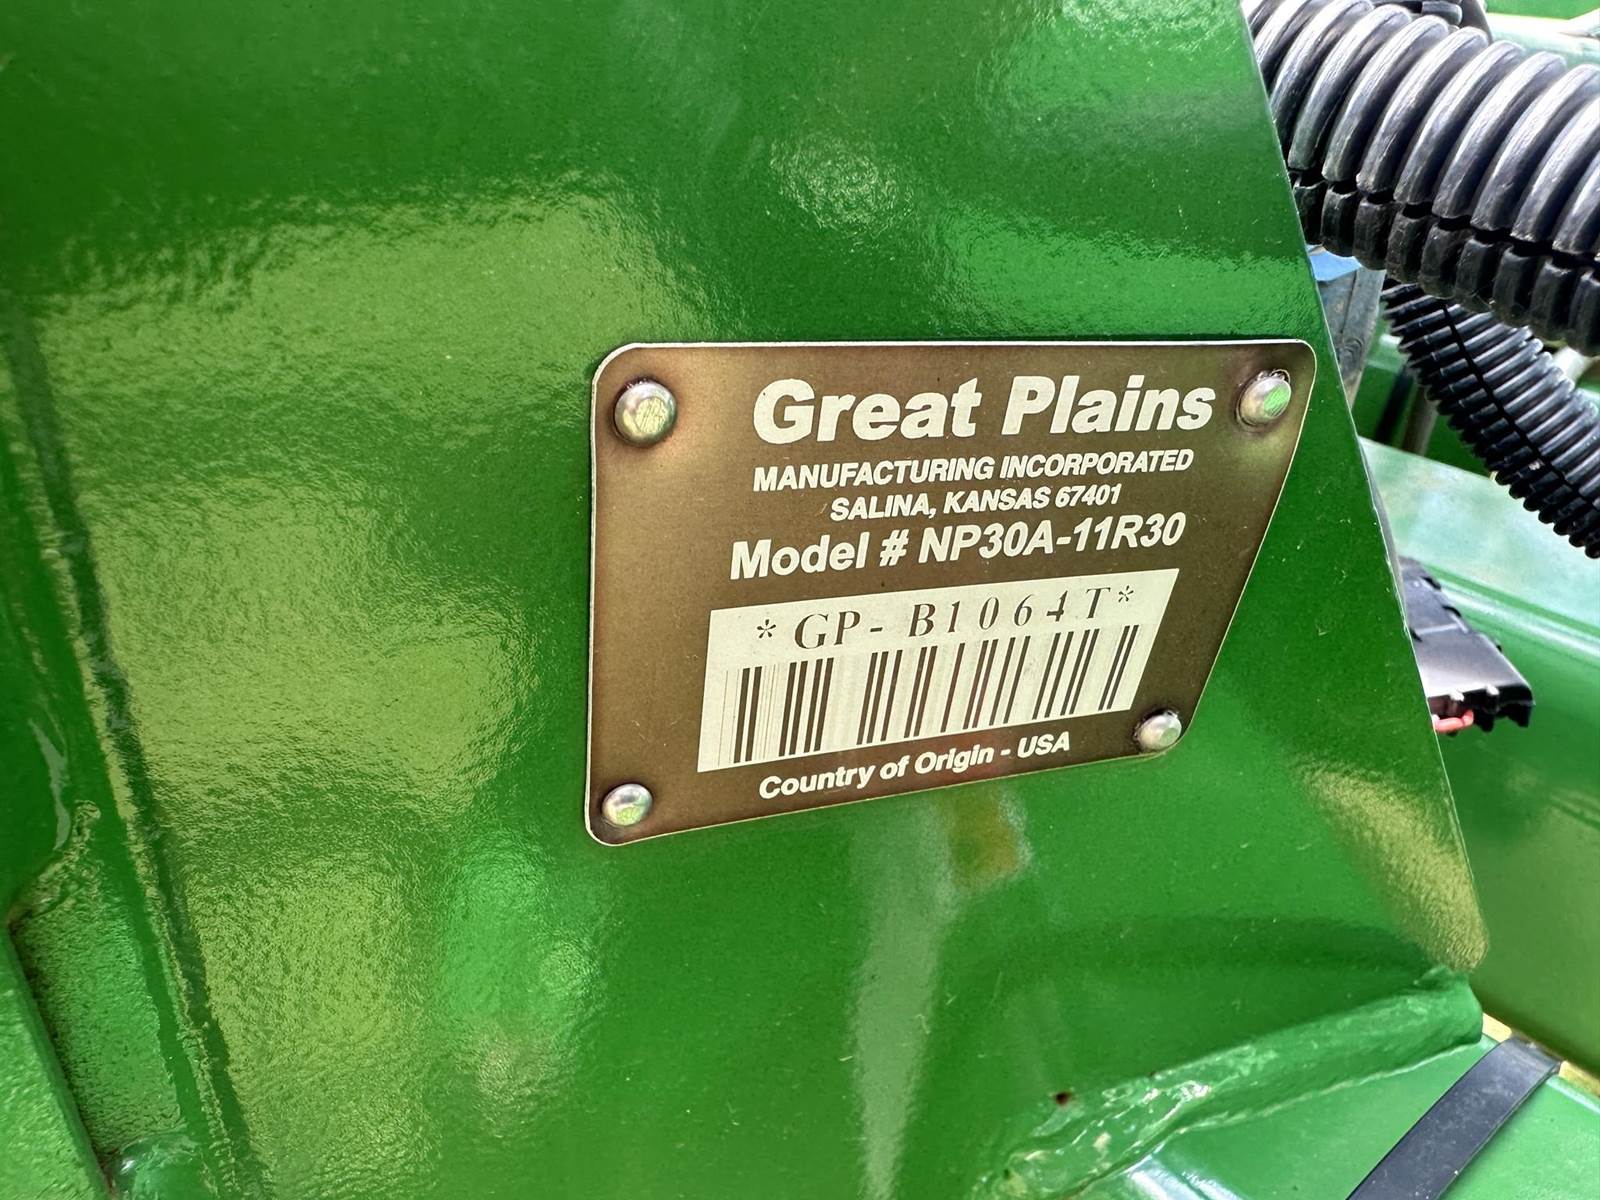 Great Plains
MANUFACTURING INCORPORATED
SALINA, KANSAS 67401
Model # NP30A-11R30
*GP- B1064T*
Country of Origin - USA